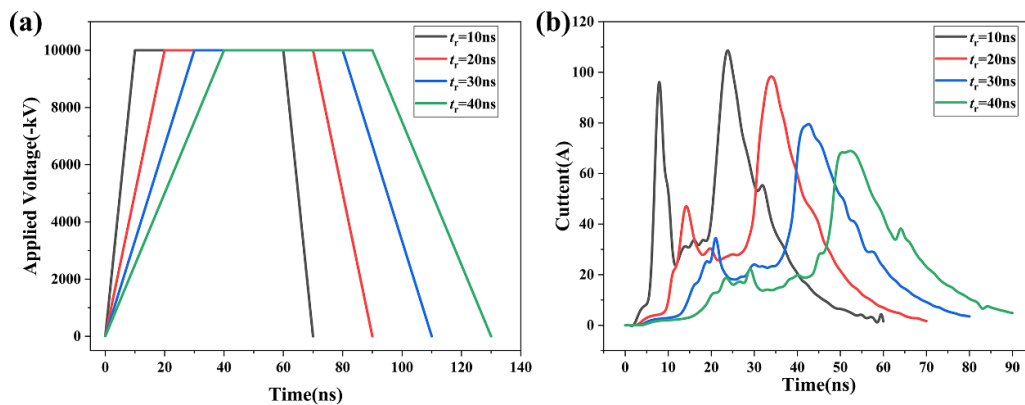 (a)
Applied Voltage(-kV)
10000
8000
6000
4000
2000
0
0 20 40 60 80 100 120 140
Time(ns)
tr=10ns
tr=20ns
tr=30ns
tr=40ns
(b)
Cuttent(A)
120
100
80
60
40
20
0
0 10 20 30 40 50 60 70 80 90
Time(ns)
tr=10ns
tr=20ns
tr=30ns
tr=40ns